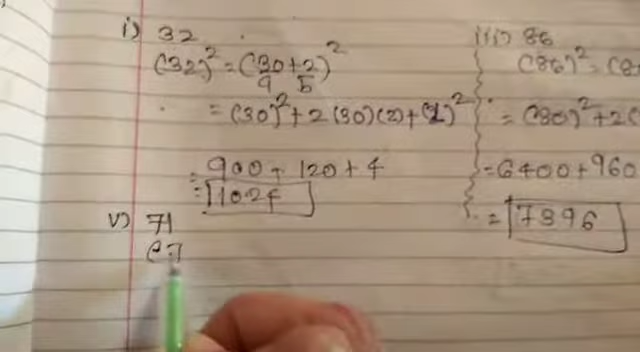 i) 32
(32)² = (30+2)²
a b
= (30)² + 2(30)(2) + (2)²
= 900 + 120 + 4
= 1024
v) 71
(7
iii) 86
(86)² = (8
= (80)² + 2(
= 6400 + 960
= 7396